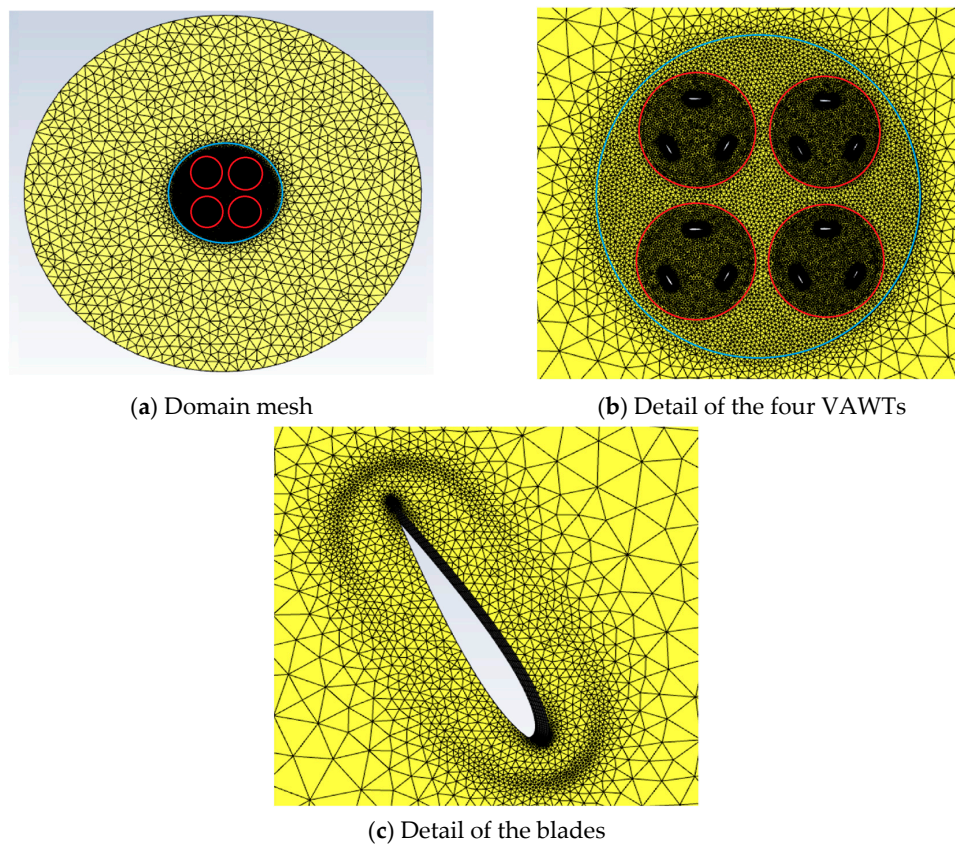 (a) Domain mesh
(b) Detail of the four VAWTs
(c) Detail of the blades